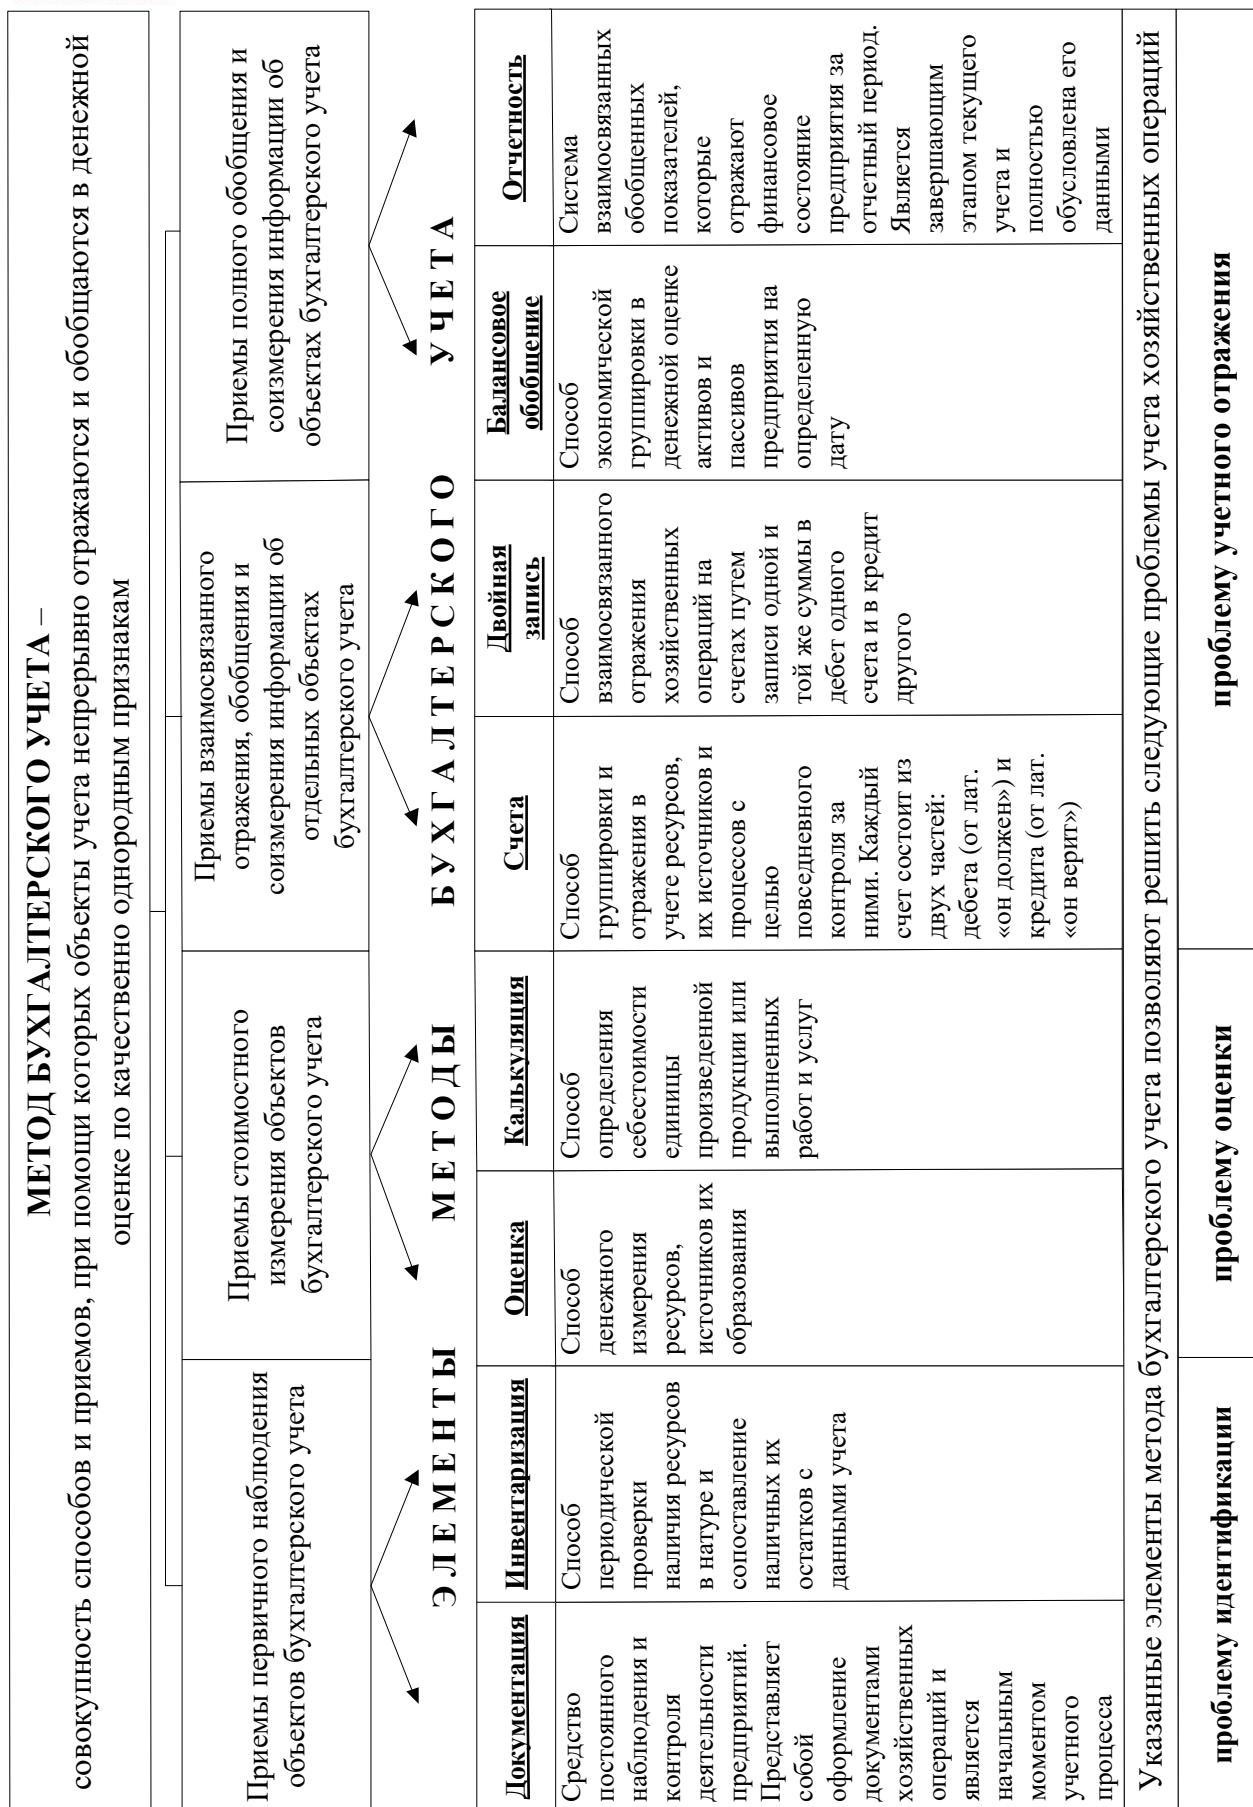 МЕТОД БУХГАЛТЕРСКОГО УЧЕТА –
совокупность способов и приемов, при помощи которых объекты учета непрерывно отражаются и обобщаются в денежной
оценке по качественно однородным признакам
Приемы первичного наблюдения
объектов бухгалтерского учета
Приемы стоимостного
измерения объектов
бухгалтерского учета
Приемы взаимосвязанного
отражения, обобщения и
соизмерения информации об
отдельных объектах
бухгалтерского учета
Приемы полного обобщения и
соизмерения информации об
объектах бухгалтерского учета
ЭЛЕМЕНТЫ МЕТОДЫ БУХГАЛТЕРСКОГО УЧЕТА
Документация
Средство
постоянного
наблюдения и
контроля
деятельности
предприятий.
Представляет
собой
оформление
документами
хозяйственных
операций и
является
начальным
моментом
учетного
процесса
Инвентаризация
Способ
периодической
проверки
наличия ресурсов
в натуре и
сопоставление
наличных их
остатков с
данными учета
Оценка
Способ
денежного
измерения
ресурсов,
источников их
образования
Калькуляция
Способ
определения
себестоимости
единицы
произведенной
продукции или
выполненных
работ и услуг
Счета
Способ
группировки и
отражения в
учете ресурсов,
их источников и
процессов с
целью
повседневного
контроля за
ними. Каждый
счет состоит из
двух частей:
дебета (от лат.
«он должен») и
кредита (от лат.
«он верит»)
Двойная
запись
Способ
взаимосвязанного
отражения
хозяйственных
операций на
счетах путем
записи одной и
той же суммы в
дебет одного
счета и в кредит
другого
Балансовое
обобщение
Способ
экономической
группировки в
денежной оценке
активов и
пассивов
предприятия на
определенную
дату
Отчетность
Система
взаимосвязанных
обобщенных
показателей,
которые
отражают
финансовое
состояние
предприятия за
отчетный период.
Является
завершающим
этапом текущего
учета и
полностью
обусловлена его
данными
Указанные элементы метода бухгалтерского учета позволяют решить следующие проблемы учета хозяйственных операций
проблему идентификации
проблему оценки
проблему учетного отражения